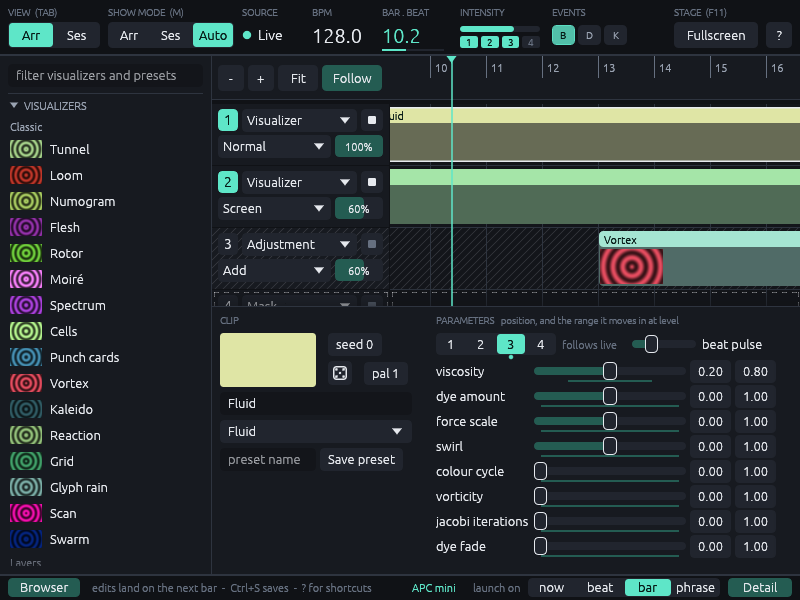 VIEW (TAB) SHOW MODE (M) SOURCE BPM BAR . BEAT INTENSITY EVENTS STAGE (F11)
Arr Ses Arr Ses Auto Live 128.0 10.2 1 2 3 4 B D K Fullscreen ?
filter visualizers and presets
- + Fit Follow
10 11 12 13 14 15 16
VISUALIZERS
Classic
Tunnel
Loom
Numogram
Flesh
Rotor
Moiré
Spectrum
Cells
Punch cards
Vortex
Kaleido
Reaction
Grid
Glyph rain
Scan
Swarm
Layers
1 Visualizer
Normal 100%
uid
2 Visualizer
Screen 60%
3 Adjustment
Add 60%
Vortex
4 Mask
CLIP
seed 0
pal 1
Fluid
Fluid
preset name Save preset
PARAMETERS position, and the range it moves in at level
1 2 3 4 follows live beat pulse
viscosity 0.20 0.80
dye amount 0.00 1.00
force scale 0.00 1.00
swirl 0.00 1.00
colour cycle 0.00 1.00
vorticity 0.00 1.00
jacobi iterations 0.00 1.00
dye fade 0.00 1.00
Browser edits land on the next bar - Ctrl+S saves - ? for shortcuts APC mini launch on now beat bar phrase Detail